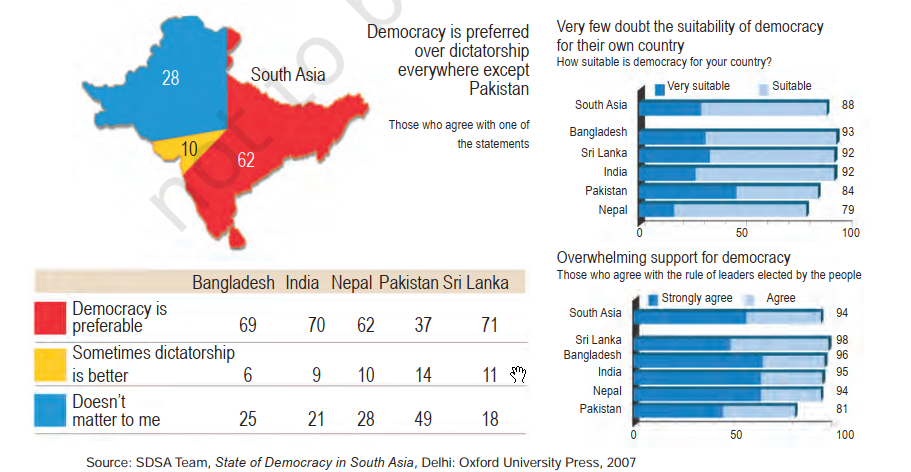 Democracy is preferred
over dictatorship
everywhere except
Pakistan
Those who agree with one of
the statements
South Asia
28
10
62
Bangladesh India Nepal Pakistan Sri Lanka
Democracy is
preferable 69 70 62 37 71
Sometimes dictatorship
is better 6 9 10 14 11
Doesn't
matter to me 25 21 28 49 18
Very few doubt the suitability of democracy
for their own country
How suitable is democracy for your country?
Very suitable Suitable
South Asia 88
Bangladesh 93
Sri Lanka 92
India 92
Pakistan 84
Nepal 79
0 50 100
Overwhelming support for democracy
Those who agree with the rule of leaders elected by the people
Strongly agree Agree
South Asia 94
Sri Lanka 98
Bangladesh 96
India 95
Nepal 94
Pakistan 81
0 50 100
Source: SDSA Team, State of Democracy in South Asia, Delhi: Oxford University Press, 2007
not to b